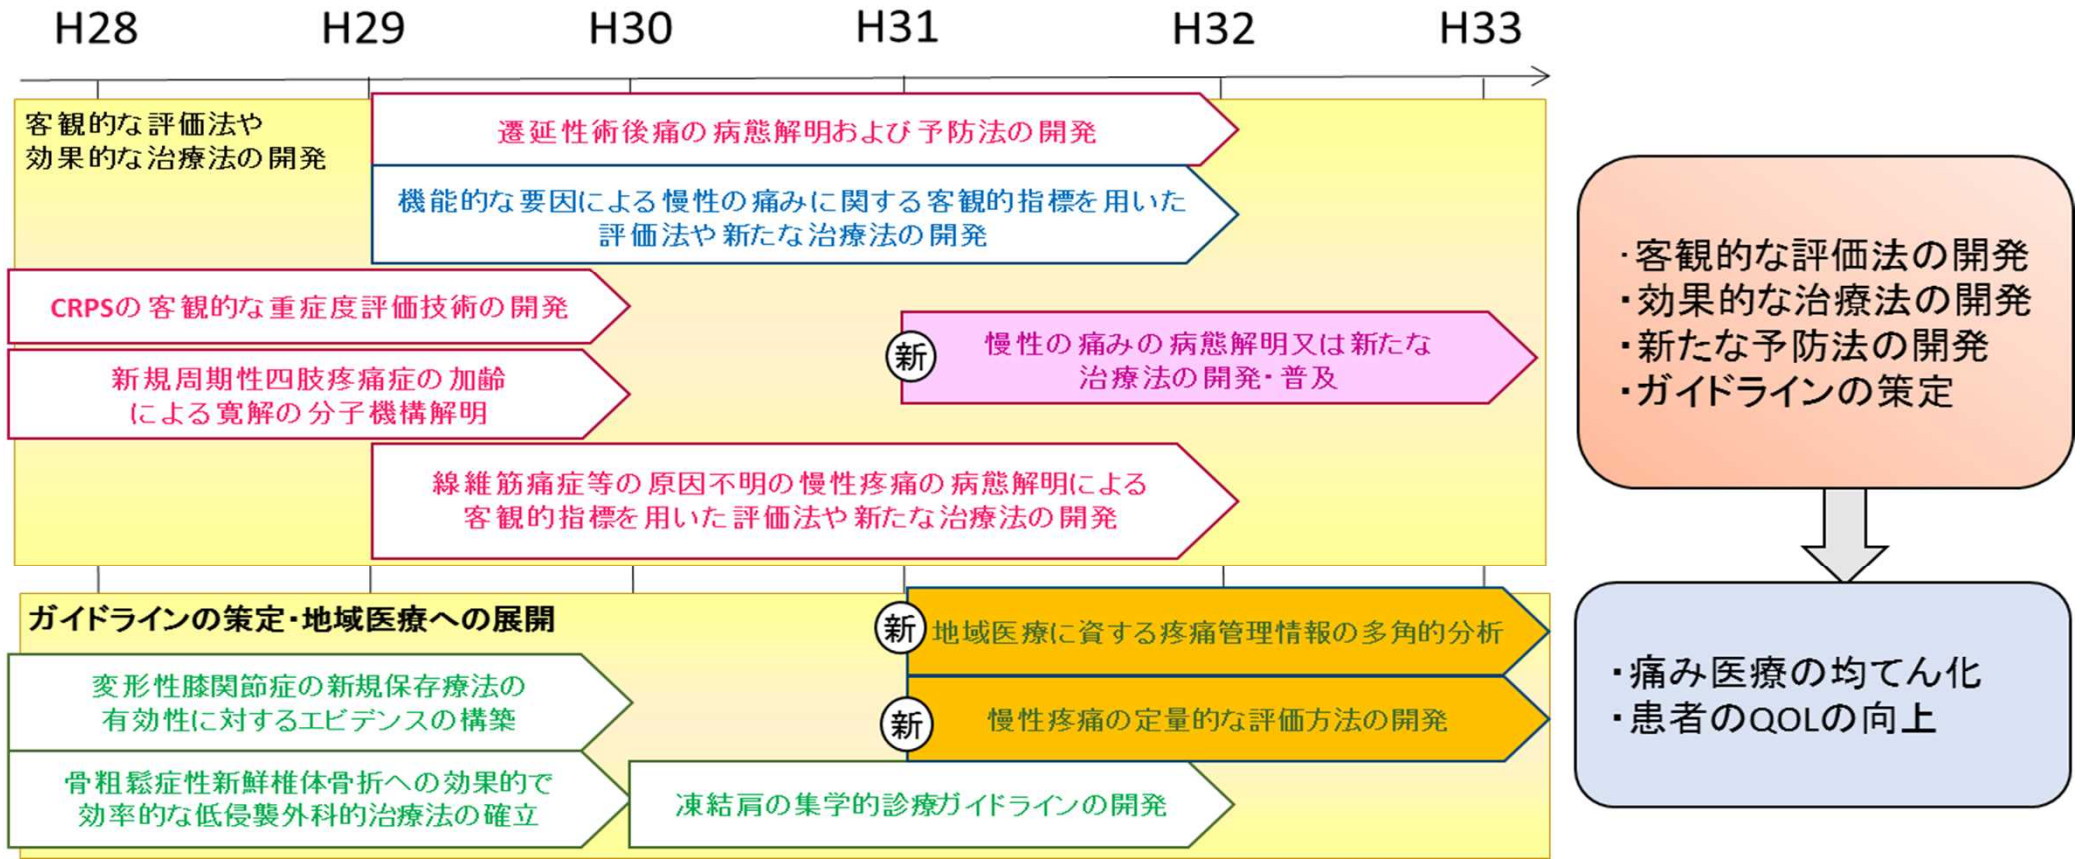 H28 H29 H30 H31 H32 H33
客観的な評価法や
効果的な治療法の開発
遷延性術後痛の病態解明および予防法の開発
機能的な要因による慢性の痛みに関する客観的指標を用いた
評価法や新たな治療法の開発
CRPSの客観的な重症度評価技術の開発
新規周期性四肢疼痛症の加齢
による寛解の分子機構解明
新
慢性の痛みの病態解明又は新たな
治療法の開発・普及
線維筋痛症等の原因不明の慢性疼痛の病態解明による
客観的指標を用いた評価法や新たな治療法の開発
ガイドラインの策定・地域医療への展開
新 地域医療に資する疼痛管理情報の多角的分析
変形性膝関節症の新規保存療法の
有効性に対するエビデンスの構築
新 慢性疼痛の定量的な評価方法の開発
骨粗鬆症性新鮮椎体骨折への効果的で
効率的な低侵襲外科的治療法の確立
凍結肩の集学的診療ガイドラインの開発
・客観的な評価法の開発
・効果的な治療法の開発
・新たな予防法の開発
・ガイドラインの策定
・痛み医療の均てん化
・患者のQOLの向上